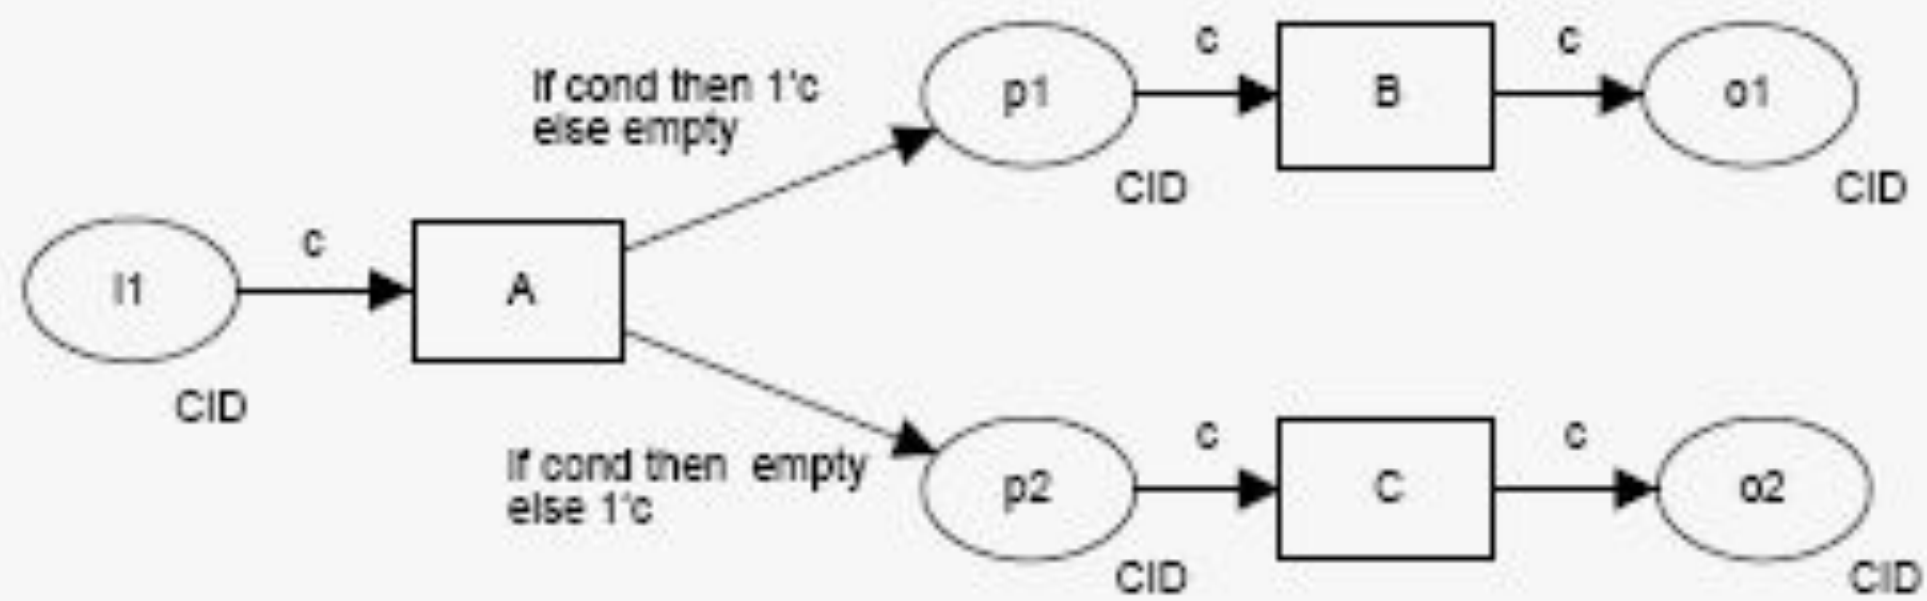 If cond then 1'c
else empty
c
p1
c
B
c
o1
CID
CID
c
i1
A
CID
If cond then empty
else 1'c
c
p2
c
C
c
o2
CID
CID